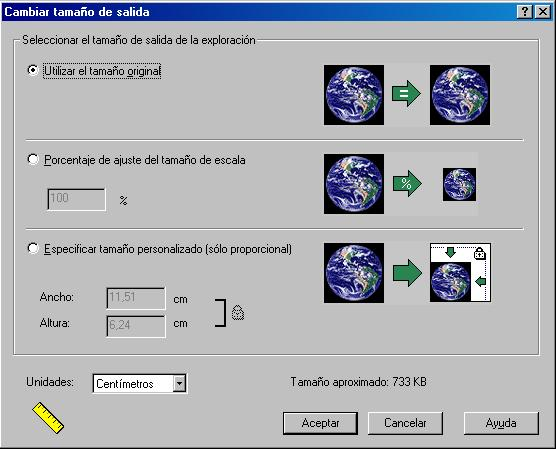 Cambiar tamaño de salida
Seleccionar el tamaño de salida de la exploración
Utilizar el tamaño original
=
Porcentaje de ajuste del tamaño de escala
100 %
%
Especificar tamaño personalizado (sólo proporcional)
Ancho: 11,51 cm
Altura: 6,24 cm
Unidades: Centímetros
Tamaño aproximado: 733 KB
Aceptar Cancelar Ayuda